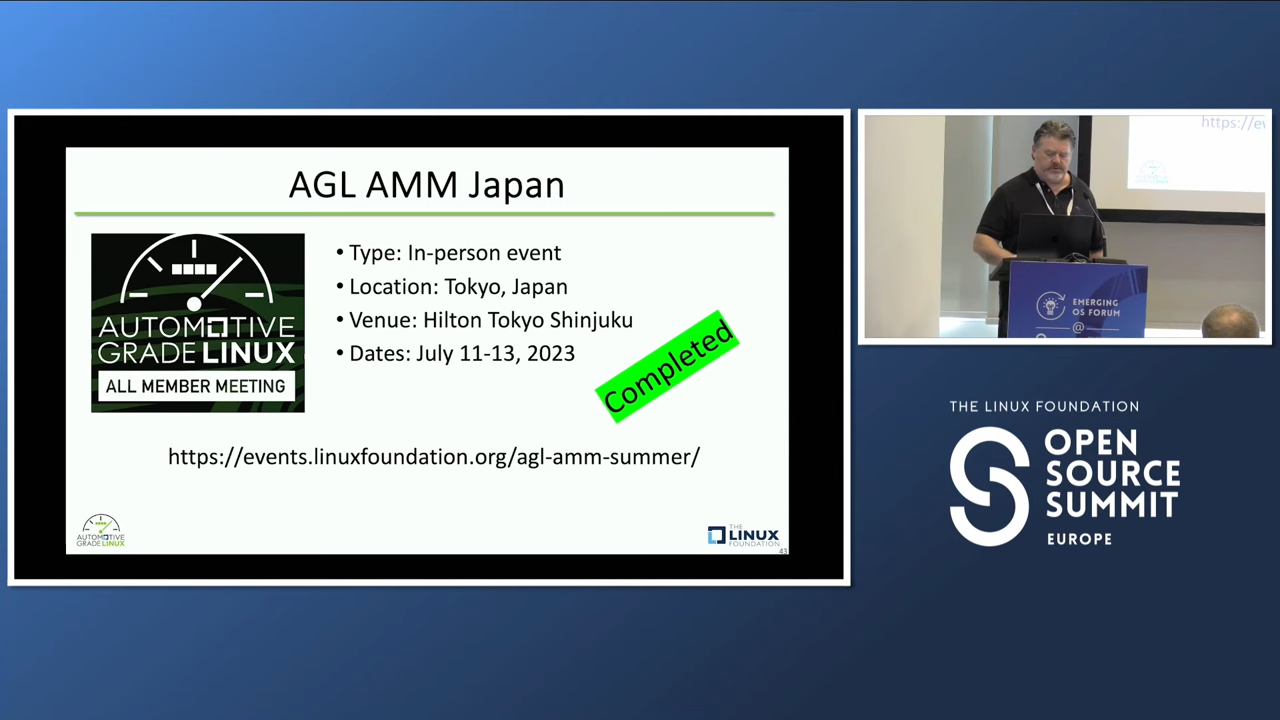 AGL AMM Japan
AUTOMOTIVE
GRADE LINUX
ALL MEMBER MEETING
• Type: In-person event
• Location: Tokyo, Japan
• Venue: Hilton Tokyo Shinjuku
• Dates: July 11-13, 2023
Completed
https://events.linuxfoundation.org/agl-amm-summer/
AUTOMOTIVE
GRADE LINUX
THE
LINUX
FOUNDATION
43
https://ev
EMERGING
OS FORUM
@
THE LINUX FOUNDATION
OPEN
SOURCE
SUMMIT
EUROPE